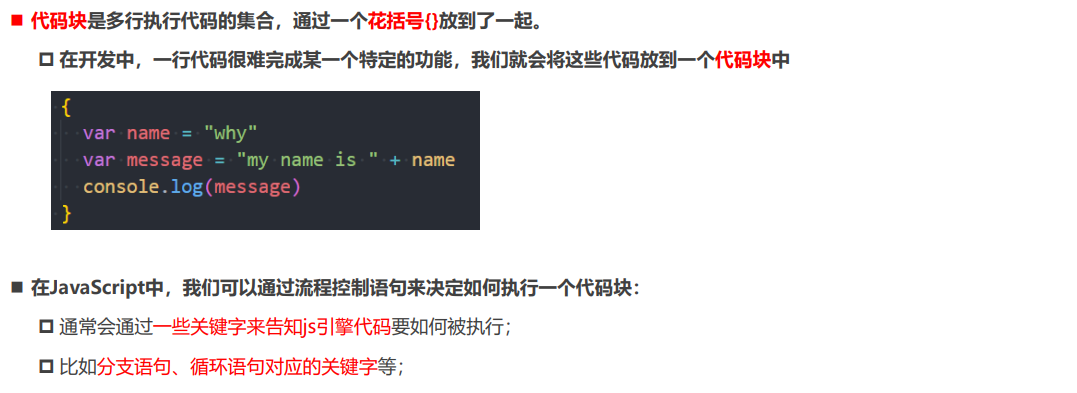 代码块是多行执行代码的集合，通过一个花括号{}放到了一起。
在开发中，一行代码很难完成某一个特定的功能，我们就会将这些代码放到一个代码块中
{
  var name = "why"
  var message = "my name is " + name
  console.log(message)
}
在JavaScript中，我们可以通过流程控制语句来决定如何执行一个代码块：
通常会通过一些关键字来告知js引擎代码要如何被执行；
比如分支语句、循环语句对应的关键字等；